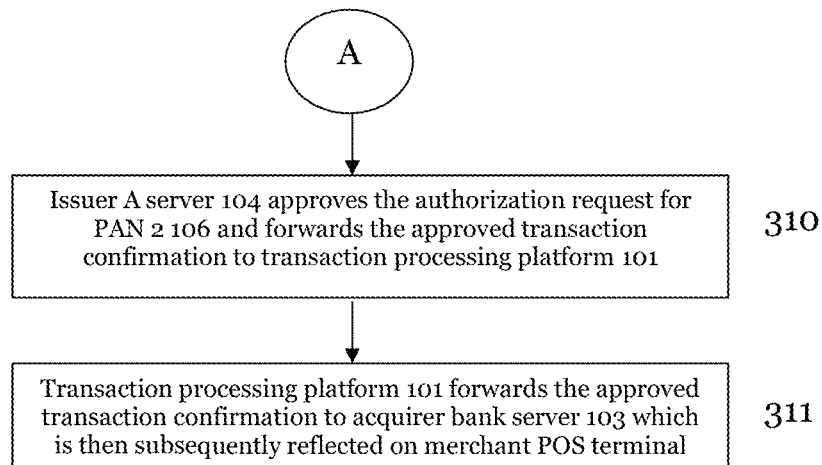 A
Issuer A server 104 approves the authorization request for
PAN 2 106 and forwards the approved transaction
confirmation to transaction processing platform 101
310
Transaction processing platform 101 forwards the approved
transaction confirmation to acquirer bank server 103 which
is then subsequently reflected on merchant POS terminal
311